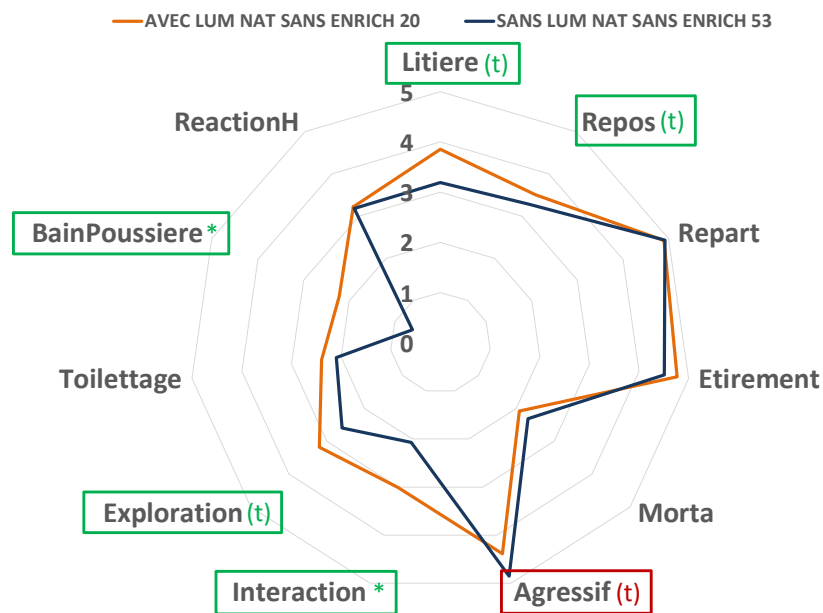 AVEC LUM NAT SANS ENRICH 20 SANS LUM NAT SANS ENRICH 53
Litiere (t)
5
ReactionH
Repos (t)
4
3
BainPoussiere *
Repart
2
1
0
Toilettage
Etirement
Exploration (t)
Morta
Interaction *
Agressif (t)